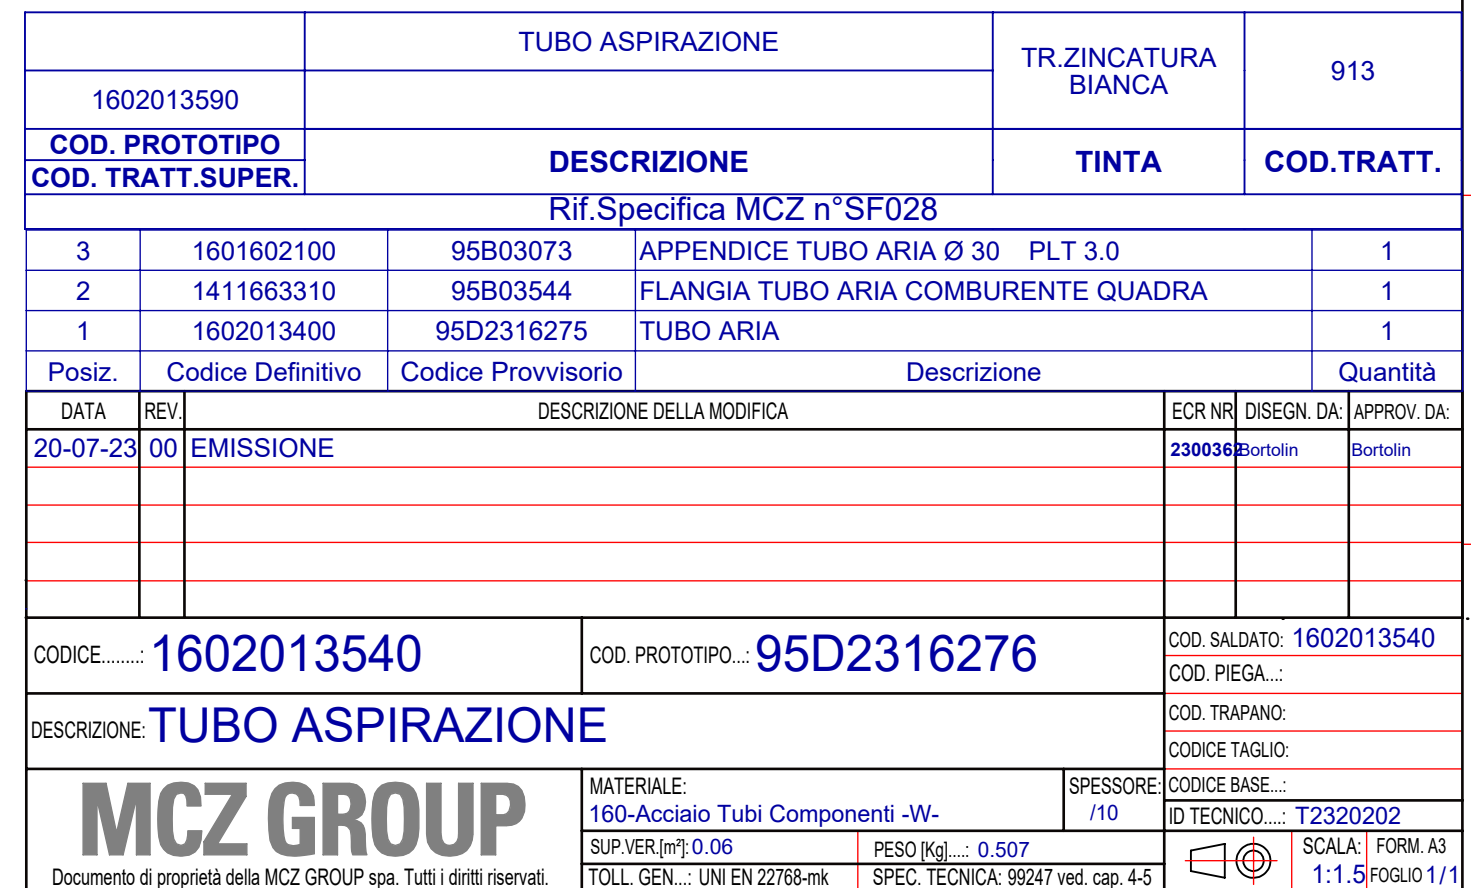 TUBO ASPIRAZIONE
TR.ZINCATURA
BIANCA
913
1602013590
COD. PROTOTIPO
COD. TRATT.SUPER.
DESCRIZIONE
TINTA
COD.TRATT.
Rif.Specifica MCZ n°SF028
3 1601602100 95B03073 APPENDICE TUBO ARIA Ø 30 PLT 3.0 1
2 1411663310 95B03544 FLANGIA TUBO ARIA COMBURENTE QUADRA 1
1 1602013400 95D2316275 TUBO ARIA 1
Posiz. Codice Definitivo Codice Provvisorio Descrizione Quantità
DATA REV. DESCRIZIONE DELLA MODIFICA ECR NR DISEGN. DA: APPROV. DA:
20-07-23 00 EMISSIONE 2300362 Bortolin Bortolin
CODICE........: 1602013540
COD. PROTOTIPO...: 95D2316276
COD. SALDATO: 1602013540
COD. PIEGA...:
COD. TRAPANO:
CODICE TAGLIO:
CODICE BASE...:
ID TECNICO....: T2320202
DESCRIZIONE: TUBO ASPIRAZIONE
MCZ GROUP
Documento di proprietà della MCZ GROUP spa. Tutti i diritti riservati.
MATERIALE:
160-Acciaio Tubi Componenti -W-
SPESSORE:
/10
SUP.VER.[m²]: 0.06
PESO [Kg]....: 0.507
TOLL. GEN...: UNI EN 22768-mk
SPEC. TECNICA: 99247 ved. cap. 4-5
SCALA:
1:1.5
FORM. A3
FOGLIO 1/1